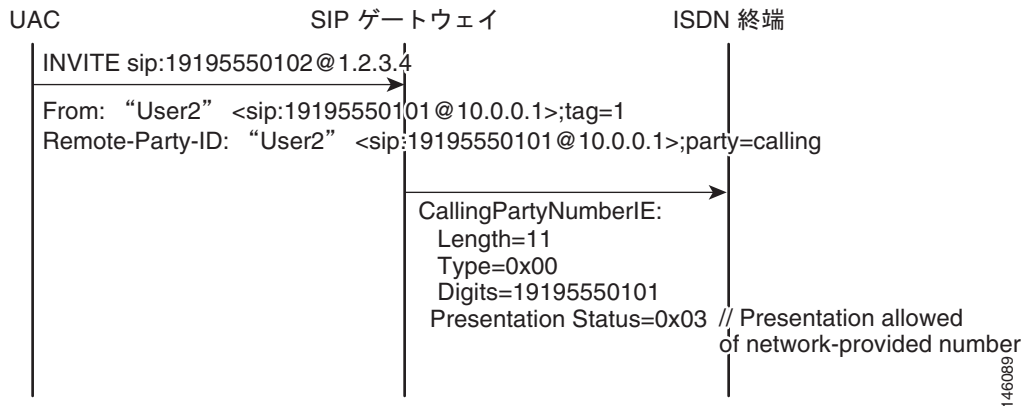 UAC SIP ゲートウェイ ISDN 終端
INVITE sip:19195550102@1.2.3.4
From: “User2” <sip:19195550101@10.0.0.1>;tag=1
Remote-Party-ID: “User2” <sip:19195550101@10.0.0.1>;party=calling
CallingPartyNumberIE:
Length=11
Type=0x00
Digits=19195550101
Presentation Status=0x03 // Presentation allowed
of network-provided number
146089